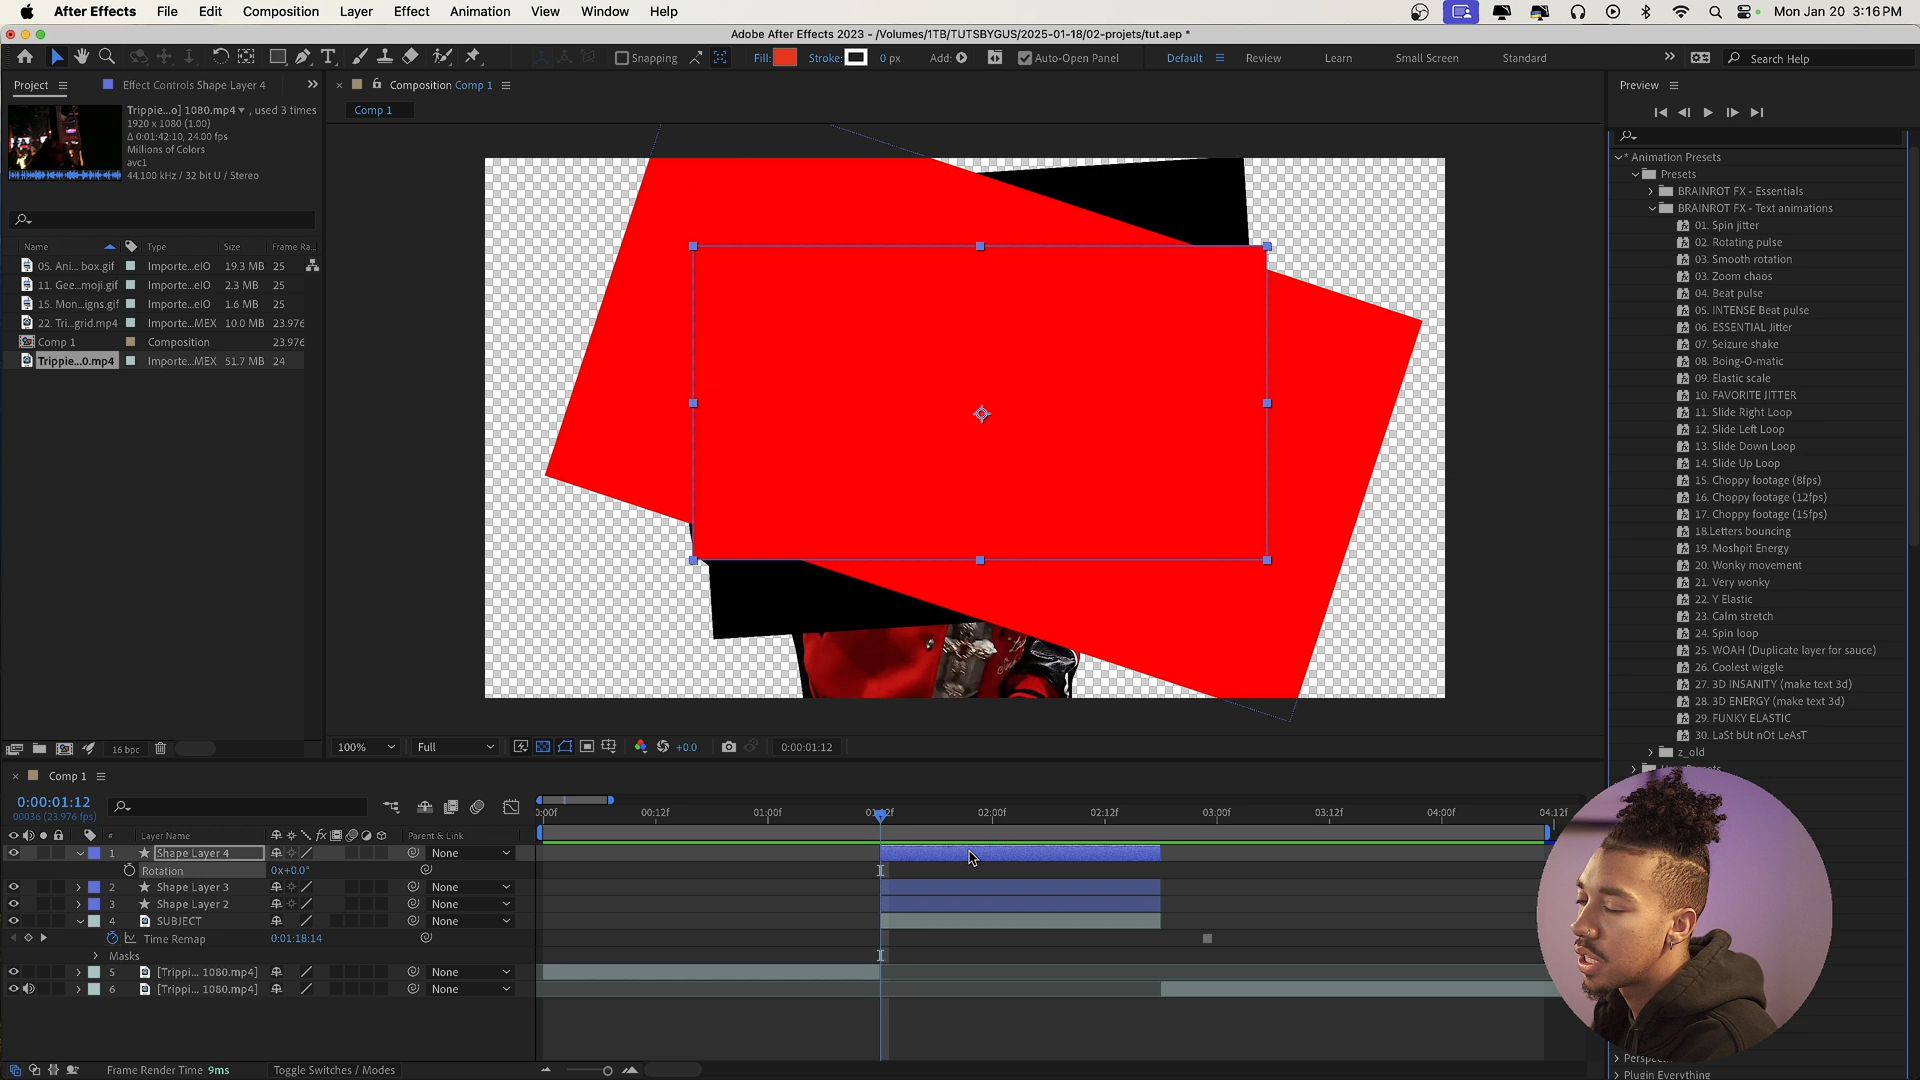 After Effects File Edit Composition Layer Effect Animation View Window Help Mon Jan 20 3:16 PM
Adobe After Effects 2023 - /Volumes/1TB/TUTSBYGUS/2025-01-18/02-projets/tut.aep *
Snapping Fill: Stroke: 0 px Add: Auto-Open Panel Default Review Learn Small Screen Standard Search Help
Project Effect Controls Shape Layer 4 Composition Comp 1 Preview
Comp 1
Trippie...o] 1080.mp4 , used 3 times
1920 x 1080 (1.00)
Δ 0:01:42:10, 24.00 fps
Millions of Colors
avc1
44.100 kHz / 32 bit U / Stereo
Name Type Size Frame Ra..
05. Ani... box.gif Importe...eIO 19.3 MB 25
11. Gee...moji.gif Importe...eIO 2.3 MB 25
15. Mon...igns.gif Importe...eIO 1.6 MB 25
22. Tri...grid.mp4 Importe...MEX 10.0 MB 23.976
Comp 1 Composition 23.976
Trippie...0.mp4 Importe...MEX 51.7 MB 24
16 bpc
100% Full +0.0 0:00:01:12
* Animation Presets
Presets
BRAINROT FX - Essentials
BRAINROT FX - Text animations
01. Spin jitter
02. Rotating pulse
03. Smooth rotation
03. Zoom chaos
04. Beat pulse
05. INTENSE Beat pulse
06. ESSENTIAL Jitter
07. Seizure shake
08. Boing-O-matic
09. Elastic scale
10. FAVORITE JITTER
11. Slide Right Loop
12. Slide Left Loop
13. Slide Down Loop
14. Slide Up Loop
15. Choppy footage (8fps)
16. Choppy footage (12fps)
17. Choppy footage (15fps)
18.Letters bouncing
19. Moshpit Energy
20. Wonky movement
21. Very wonky
22. Y Elastic
23. Calm stretch
24. Spin loop
25. WOAH (Duplicate layer for sauce)
26. Coolest wiggle
27. 3D INSANITY (make text 3d)
28. 3D ENERGY (make text 3d)
29. FUNKY ELASTIC
30. LaSt bUt nOt LeAsT
z_old
Plugin Everything
Comp 1
0:00:01:12
00036 (23.976 fps)
:00f 00:12f 01:00f 02:00f 02:12f 03:00f 03:12f 04:00f 04:12f
# Layer Name Parent & Link
1 Shape Layer 4 None
Rotation 0x+0.0°
2 Shape Layer 3 None
3 Shape Layer 2 None
4 SUBJECT None
Time Remap 0:01:18:14
Masks
5 [Trippi... 1080.mp4] None
6 [Trippi... 1080.mp4] None
Frame Render Time 9ms Toggle Switches / Modes